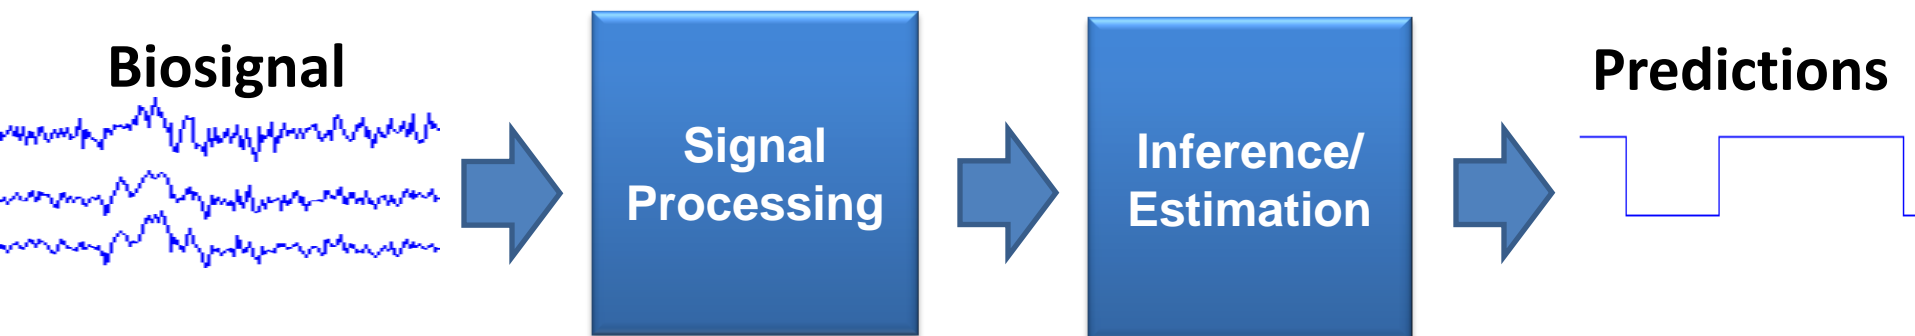 Biosignal
Signal
Processing
Inference/
Estimation
Predictions